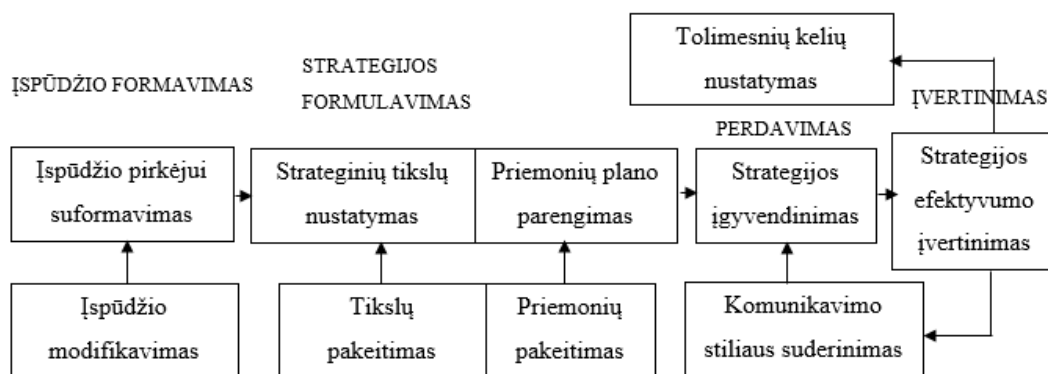 Tolimesnių kelių
nustatymas
ĮSPŪDŽIO FORMAVIMAS
STRATEGIJOS
FORMULAVIMAS
PERDAVIMAS
ĮVERTINIMAS
Įspūdžio pirkėjui
suformavimas
Strateginių tikslų
nustatymas
Priemonių plano
parengimas
Strategijos
įgyvendinimas
Strategijos
efektyvumo
įvertinimas
Įspūdžio
modifikavimas
Tikslų
pakeitimas
Priemonių
pakeitimas
Komunikavimo
stiliaus suderinimas